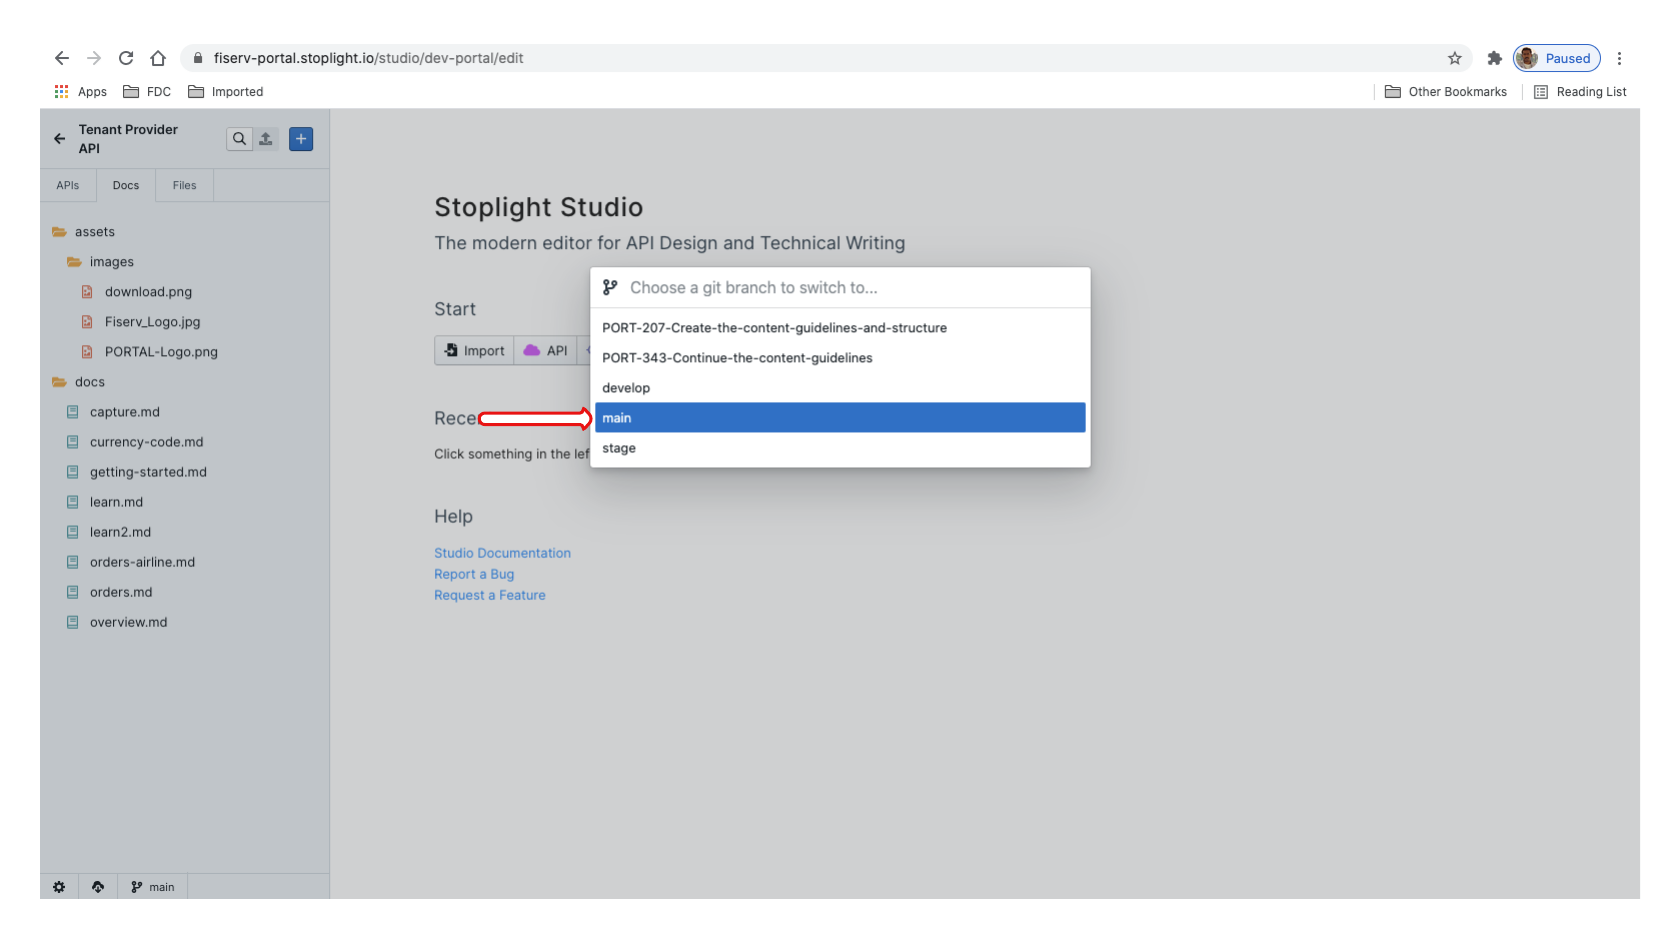 fiserv-portal.stoplight.io/studio/dev-portal/edit
Paused
Apps
FDC
Imported
Other Bookmarks
Reading List
Tenant Provider
API
APIs
Docs
Files
assets
images
download.png
Fiserv_Logo.jpg
PORTAL-Logo.png
docs
capture.md
currency-code.md
getting-started.md
learn.md
learn2.md
orders-airline.md
orders.md
overview.md
main
Stoplight Studio
The modern editor for API Design and Technical Writing
Start
Import
API
Choose a git branch to switch to...
PORT-207-Create-the-content-guidelines-and-structure
PORT-343-Continue-the-content-guidelines
develop
main
stage
Click something in the
Help
Studio Documentation
Report a Bug
Request a Feature